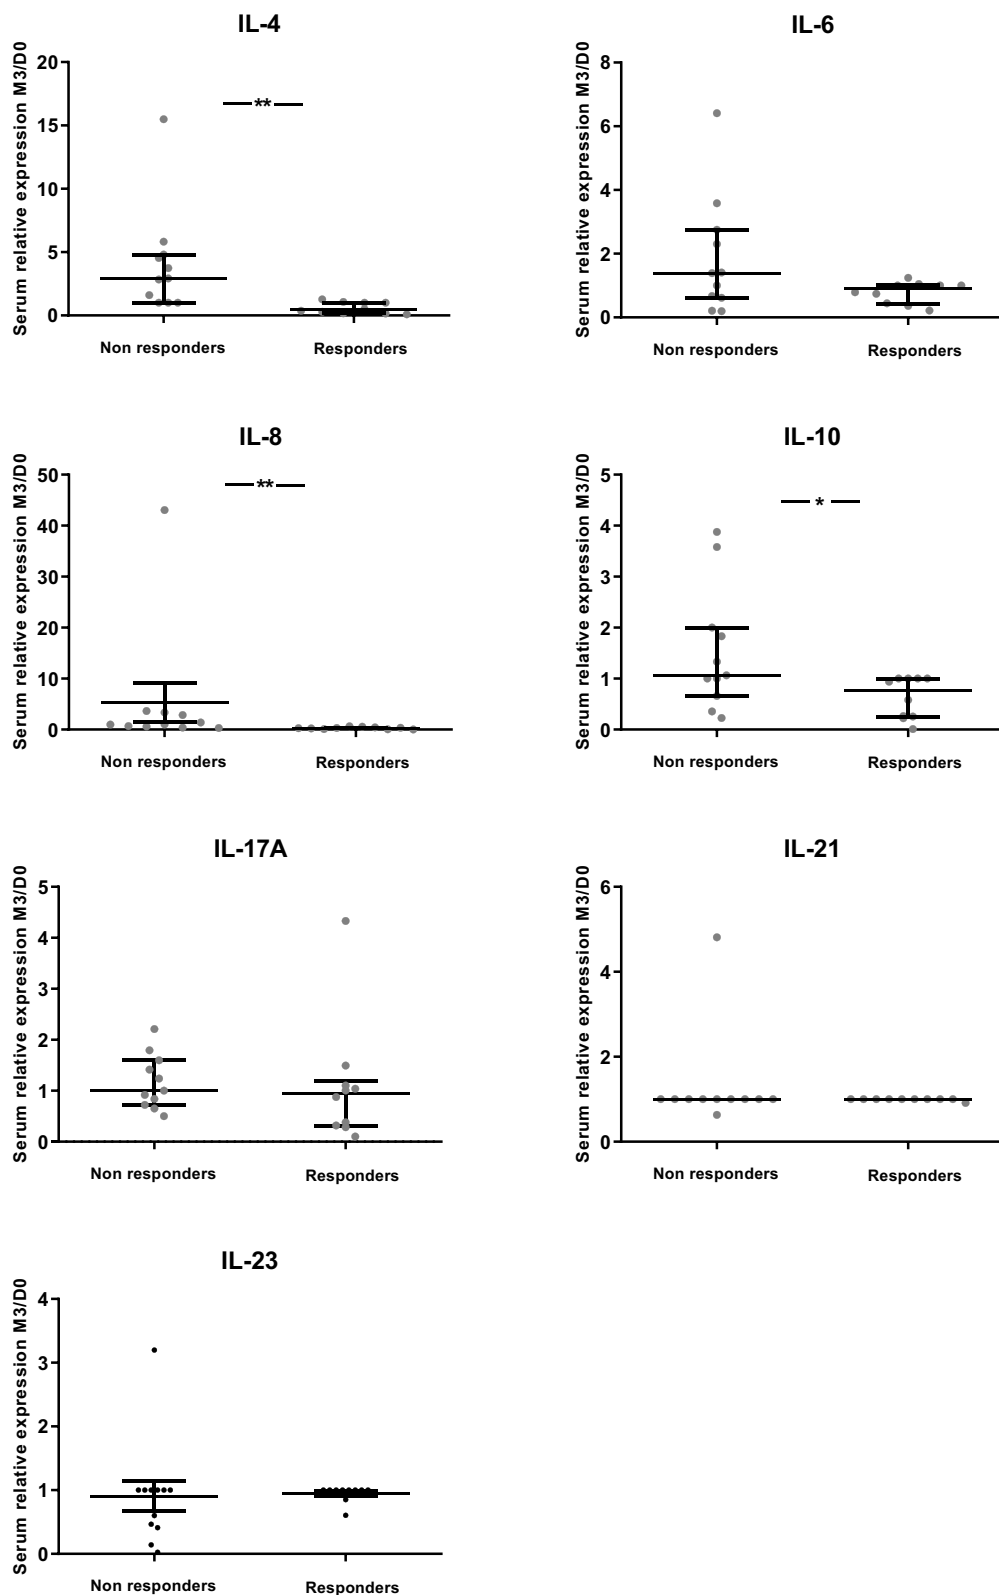 IL-4
Serum relative expression M3/D0
20
15
10
5
0
**
Non responders
Responders
IL-6
Serum relative expression M3/D0
8
6
4
2
0
Non responders
Responders
IL-8
Serum relative expression M3/D0
50
40
30
20
10
0
**
Non responders
Responders
IL-10
Serum relative expression M3/D0
5
4
3
2
1
0
*
Non responders
Responders
IL-17A
Serum relative expression M3/D0
5
4
3
2
1
0
Non responders
Responders
IL-21
Serum relative expression M3/D0
6
4
2
0
Non responders
Responders
IL-23
Serum relative expression M3/D0
4
3
2
1
0
Non responders
Responders